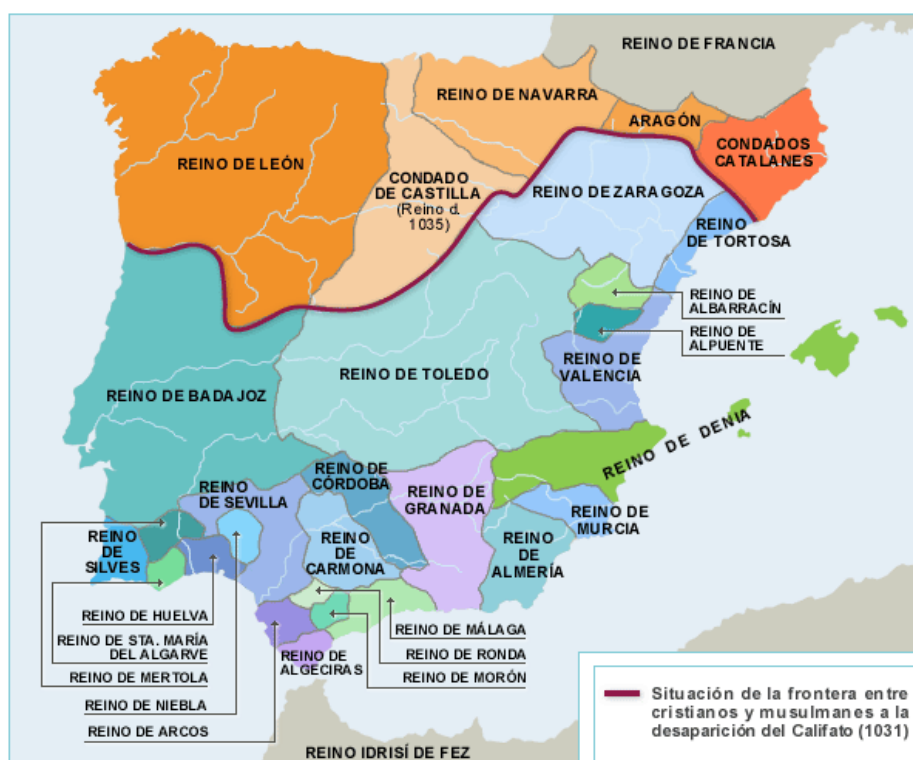 REINO DE FRANCIA
REINO DE NAVARRA
ARAGÓN
CONDADOS
CATALANES
REINO DE LEÓN
CONDADO
DE CASTILLA
(Reino d.
1035)
REINO DE ZARAGOZA
REINO
DE TORTOSA
REINO DE
ALBARRACÍN
REINO DE
ALPUENTE
REINO DE
VALENCIA
REINO DE TOLEDO
REINO DE BADAJOZ
REINO DE DENIA
REINO DE
CÓRDOBA
REINO
DE SEVILLA
REINO DE
GRANADA
REINO DE
MURCIA
REINO
DE
SILVES
REINO
DE
CARMONA
REINO
DE
ALMERÍA
REINO DE HUELVA
REINO DE STA. MARÍA
DEL ALGARVE
REINO DE MERTOLA
REINO DE NIEBLA
REINO DE ARCOS
REINO DE
ALGECIRAS
REINO DE MÁLAGA
REINO DE RONDA
REINO DE MORÓN
REINO IDRISÍ DE FEZ
Situación de la frontera entre
cristianos y musulmanes a la
desaparición del Califato (1031)